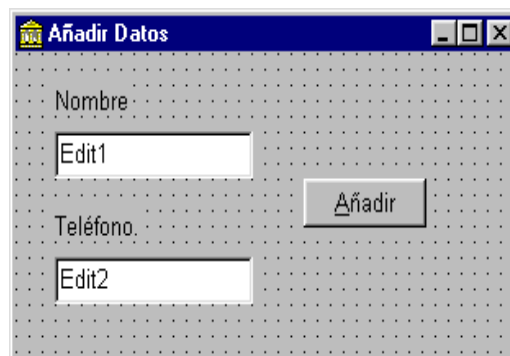 Añadir Datos
Nombre
Edit1
Añadir
Teléfono.
Edit2